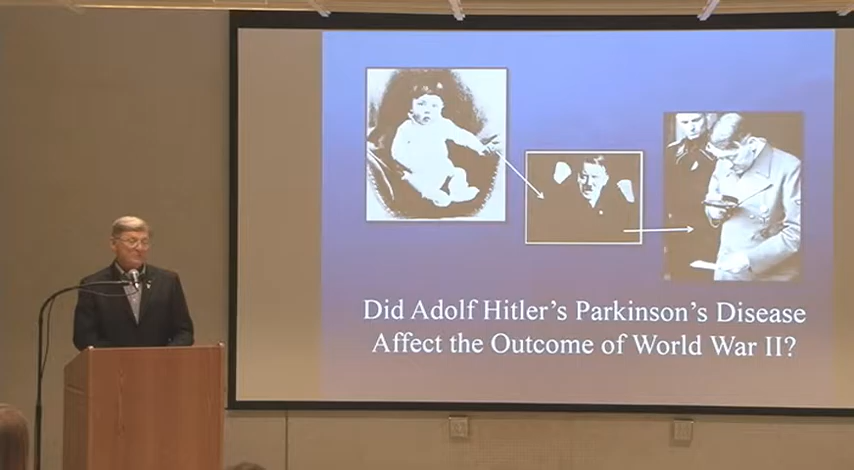 Did Adolf Hitler's Parkinson's Disease
Affect the Outcome of World War II?